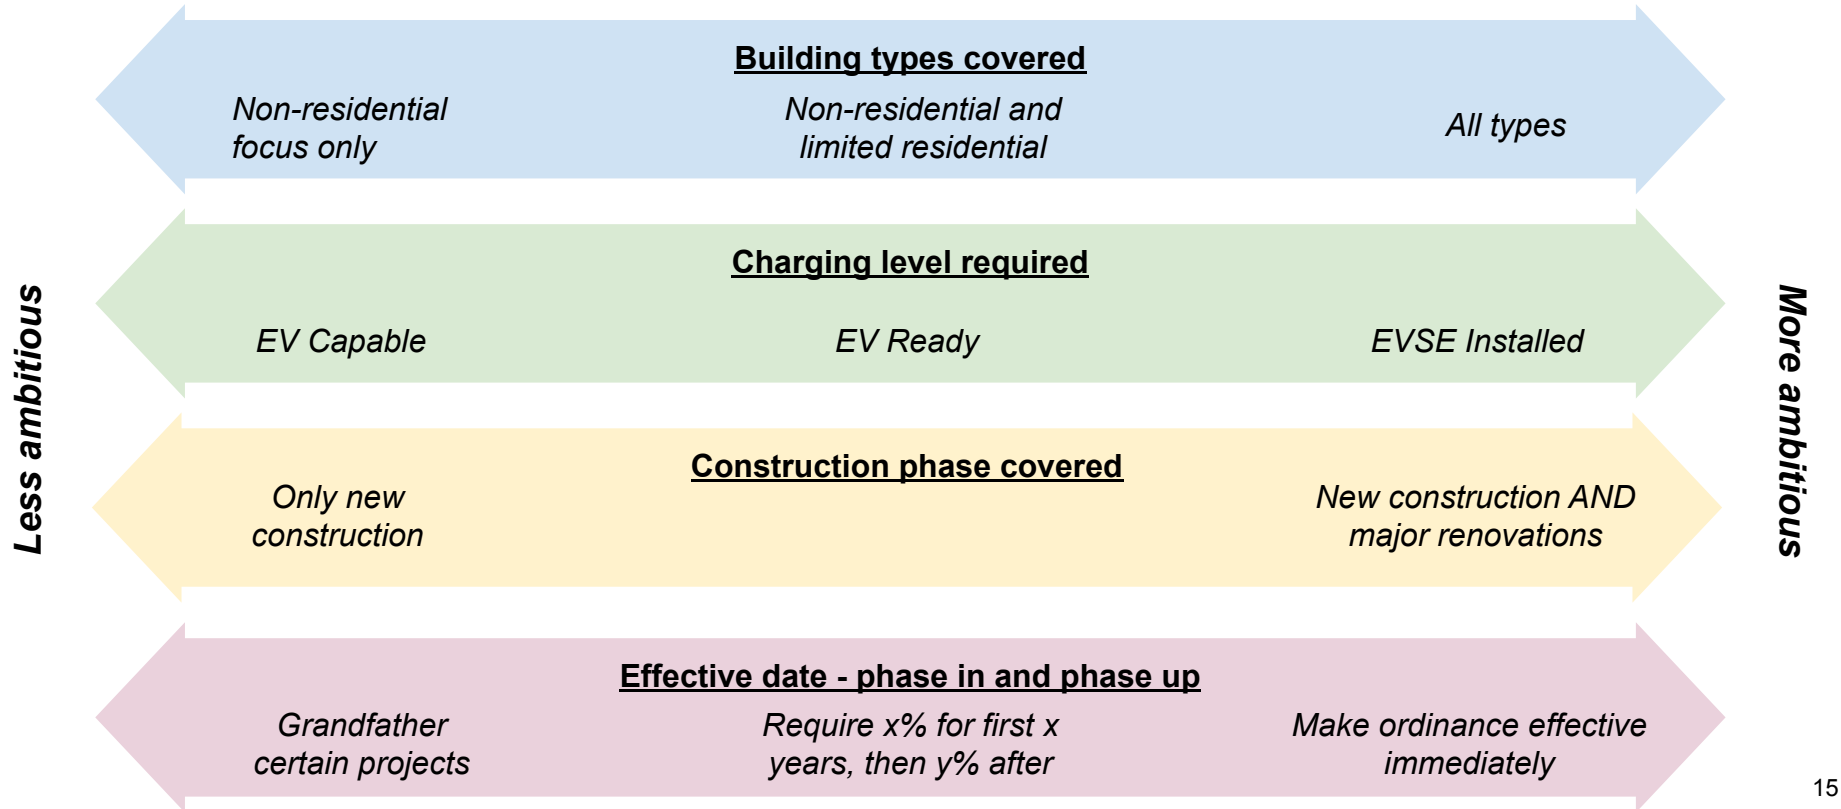 Less ambitious
Building types covered
Non-residential
focus only
Non-residential and
limited residential
All types
Charging level required
EV Capable
EV Ready
EVSE Installed
Construction phase covered
Only new
construction
New construction AND
major renovations
Effective date - phase in and phase up
Grandfather
certain projects
Require x% for first x
years, then y% after
Make ordinance effective
immediately
More ambitious
15